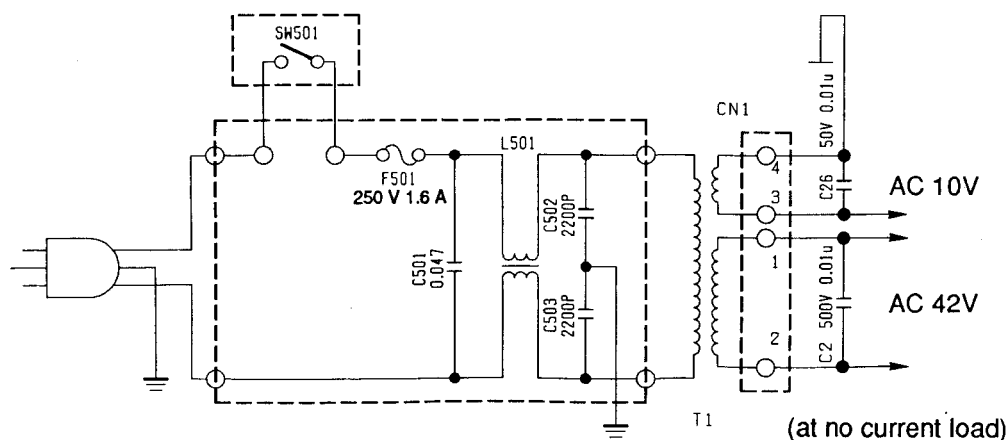 SW501
CN1
50V 0.01u
L501
F501
250 V 1.6 A
4
C26
AC 10V
3
C502
2200P
C501
0.047
1
500V 0.01u
C503
2200P
AC 42V
2
C2
T1
(at no current load)